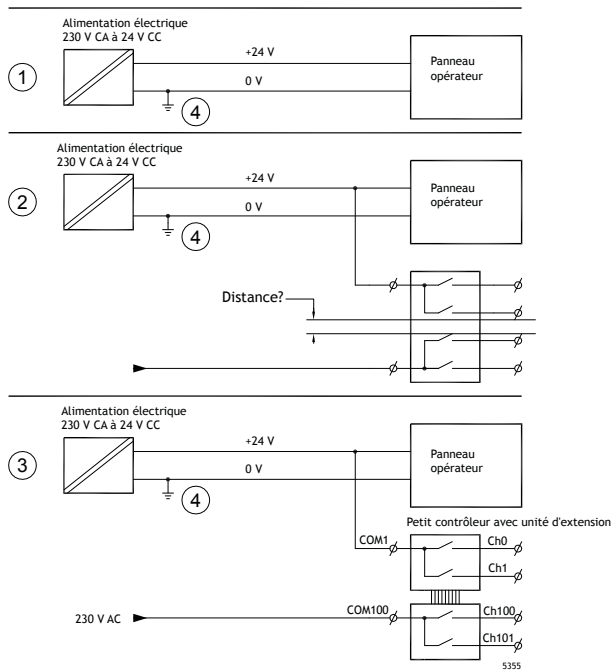 Alimentation électrique
230 V CA à 24 V CC
+24 V
Panneau
opérateur
1
0 V
4
Alimentation électrique
230 V CA à 24 V CC
+24 V
Panneau
opérateur
2
0 V
4
Distance?
Alimentation électrique
230 V CA à 24 V CC
+24 V
Panneau
opérateur
3
0 V
4
Petit contrôleur avec unité d'extension
COM1
Ch0
Ch1
230 V AC
COM100
Ch100
Ch101
5355